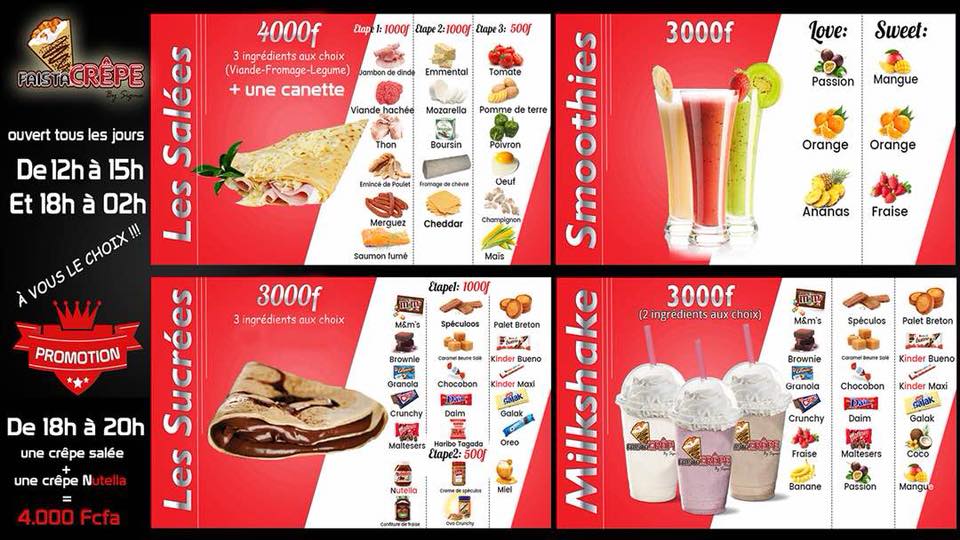 FAISTACRÊPE
ouvert tous les jours
De 12h à 15h
Et 18h à 02h
À VOUS LE CHOIX !!!
PROMOTION
De 18h à 20h
une crêpe salée
+
une crêpe Nutella
=
4.000 Fcfa
Les Salées
4000f
3 ingrédients aux choix
(Viande-Fromage-Legume)
+ une canette
Etape 1: 1000f
Jambon de dinde
Viande hachée
Thon
Emincé de Poulet
Merguez
Saumon fumé
Etape 2: 1000f
Emmental
Mozarella
Boursin
Fromage de chèvre
Cheddar
Etape 3: 500f
Tomate
Pomme de terre
Poivron
Oeuf
Champignon
Maïs
Smoothies
3000f
Love:
Passion
Orange
Ananas
Sweet:
Mangue
Orange
Fraise
Les Sucrées
3000f
3 ingrédients aux choix
Etape1: 1000f
M&m's
Spéculoos
Palet Breton
Brownie
Caramel Beurre Salé
Kinder Bueno
Granola
Chocobon
Kinder Maxi
Crunchy
Daim
Galak
Maltesers
Haribo Tagada
Oreo
Etape2: 500f
Nutella
Creme de spéculos
Miel
Confiture de fraise
Ovo Crunchy
Milkshake
3000f
(2 ingrédients aux choix)
FAISTACRÊPE
FAISTACRÊPE
FAISTACRÊPE
M&m's
Spéculos
Palet Breton
Brownie
Caramel Beurre Salé
Kinder Bueno
Granola
Chocobon
Kinder Maxi
Crunchy
Daim
Galak
Fraise
Maltesers
Coco
Banane
Passion
Mangue